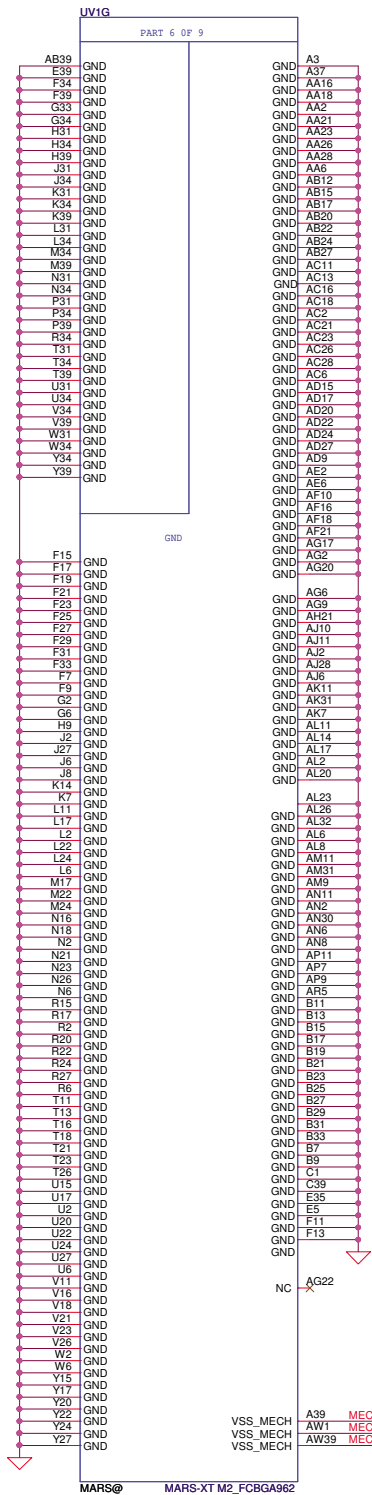 UV1G
PART 6 0F 9
AB39 GND GND A3
E39 GND GND A37
F34 GND GND AA16
F39 GND GND AA18
G33 GND GND AA2
G34 GND GND AA21
H31 GND GND AA23
H34 GND GND AA26
H39 GND GND AA28
J31 GND GND AA6
J34 GND GND AB12
K31 GND GND AB15
K34 GND GND AB17
K39 GND GND AB20
L31 GND GND AB22
L34 GND GND AB24
M34 GND GND AB27
M39 GND GND AC11
N31 GND GND AC13
N34 GND GND AC16
P31 GND GND AC18
P34 GND GND AC2
P39 GND GND AC21
R34 GND GND AC23
T31 GND GND AC26
T34 GND GND AC28
T39 GND GND AC6
U31 GND GND AD15
U34 GND GND AD17
V34 GND GND AD20
V39 GND GND AD22
W31 GND GND AD24
W34 GND GND AD27
Y34 GND GND AD9
Y39 GND GND AE2
GND AE6
GND AF10
GND AF16
GND AF18
GND GND AF21
GND AG17
F15 GND GND AG2
F17 GND GND AG20
F19 GND
F21 GND GND AG6
F23 GND GND AG9
F25 GND GND AH21
F27 GND GND AJ10
F29 GND GND AJ11
F31 GND GND AJ2
F33 GND GND AJ28
F7 GND GND AJ6
F9 GND GND AK11
G2 GND GND AK31
G6 GND GND AK7
H9 GND GND AL11
J2 GND GND AL14
J27 GND GND AL17
J6 GND GND AL2
J8 GND GND AL20
K14 GND
K7 GND AL23
L11 GND GND AL26
L17 GND GND AL32
L2 GND GND AL6
L22 GND GND AL8
L24 GND GND AM11
L6 GND GND AM31
M17 GND GND AM9
M22 GND GND AN11
M24 GND GND AN2
N16 GND GND AN30
N18 GND GND AN6
N2 GND GND AN8
N21 GND GND AP11
N23 GND GND AP7
N26 GND GND AP9
N6 GND GND AR5
R15 GND GND B11
R17 GND GND B13
R2 GND GND B15
R20 GND GND B17
R22 GND GND B19
R24 GND GND B21
R27 GND GND B23
R6 GND GND B25
T11 GND GND B27
T13 GND GND B29
T16 GND GND B31
T18 GND GND B33
T21 GND GND B7
T23 GND GND B9
T26 GND GND C1
U15 GND GND C39
U17 GND GND E35
U2 GND GND E5
U20 GND GND F11
U22 GND GND F13
U24 GND GND
U27 GND
U6 GND
V11 GND NC AG22
V16 GND
V18 GND
V21 GND
V23 GND
V26 GND
W2 GND
W6 GND
Y15 GND
Y17 GND
Y20 GND
Y22 GND VSS_MECH A39 MEC
Y24 GND VSS_MECH AW1 MEC
Y27 GND VSS_MECH AW39 MEC
MARS@ MARS-XT M2_FCBGA962